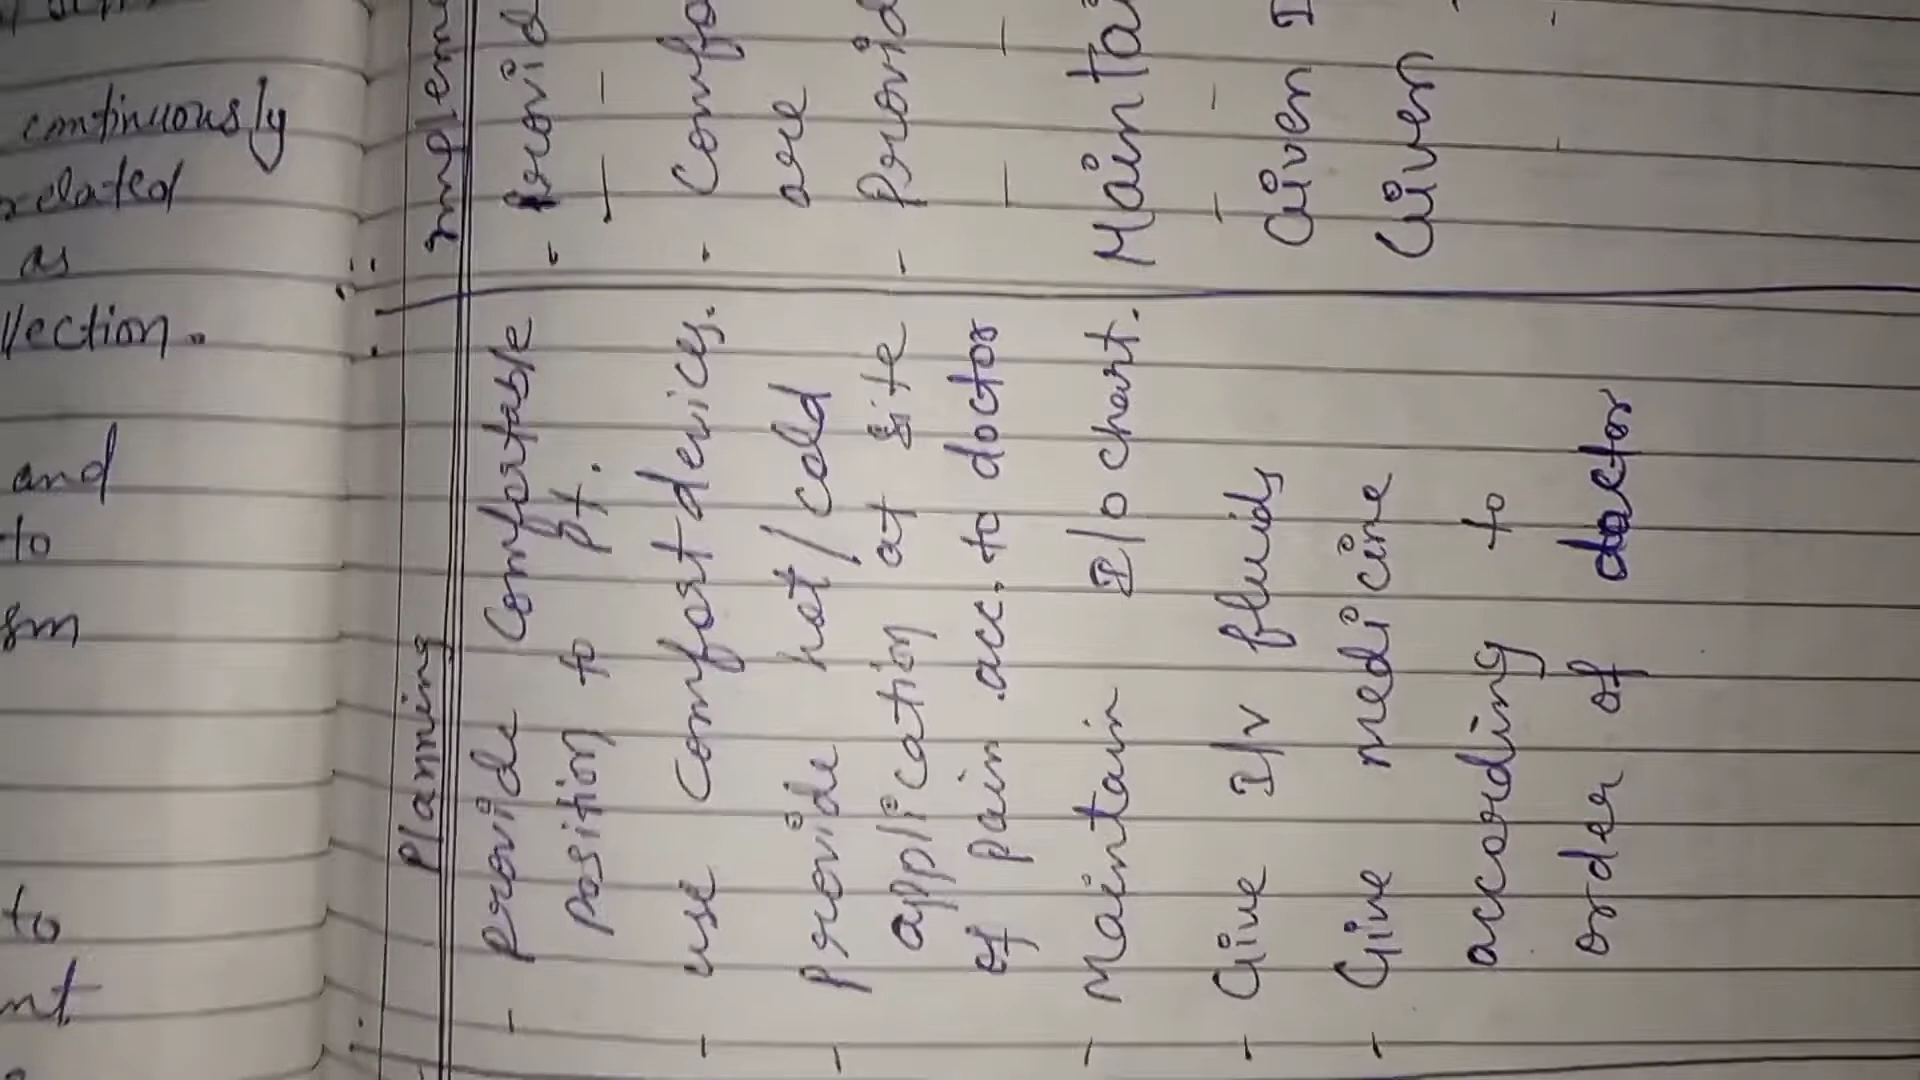 continuously
related
as
llection.
and
to
sm
to
nt
Planning
- provide comfortable
position to pt.
- use comfort devices.
- provide hot/cold
application at site
of pain acc. to doctor
- Maintain I/O chart.
- Give I/v fluids
- Give medicine
according to
order of doctor
Implem
- Provid
- Comfo
are
- Provid
Maintai
Given I
Given